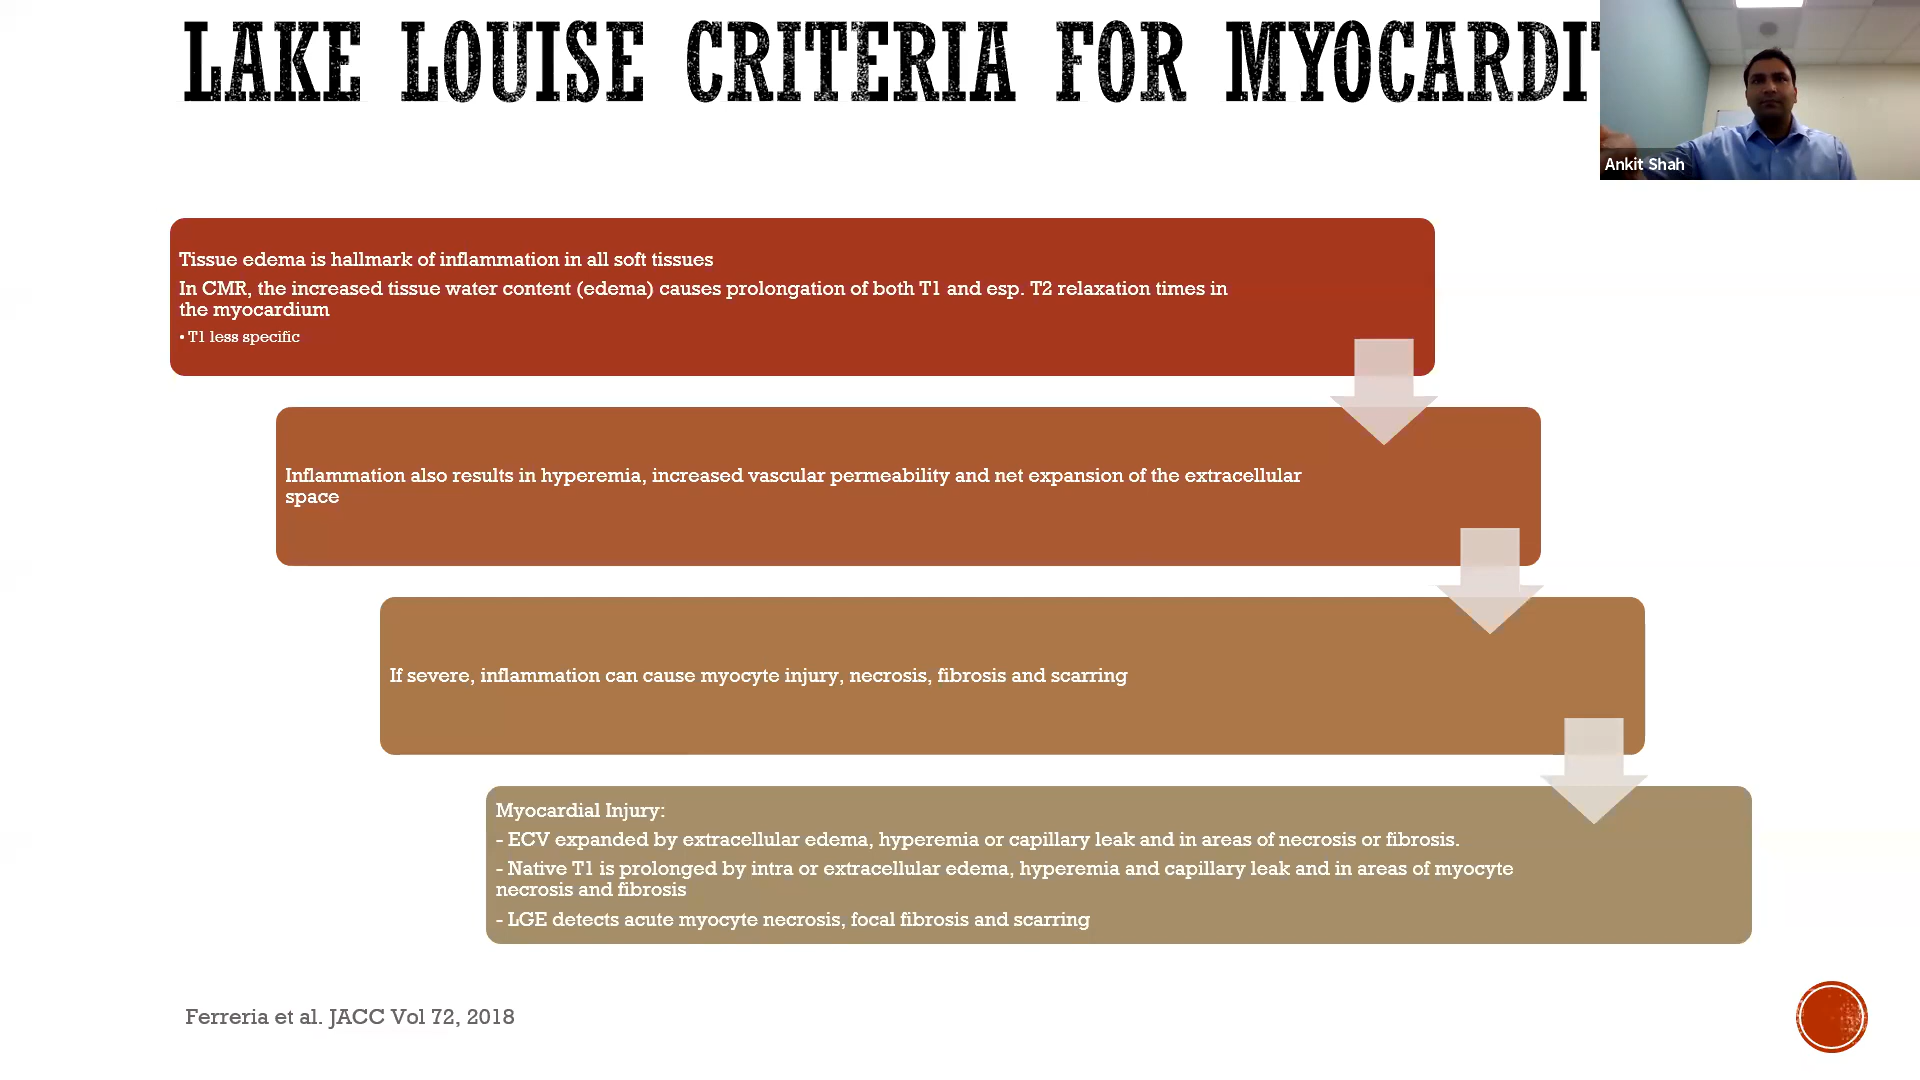 LAKE LOUISE CRITERIA FOR MYOCARDI
Ankit Shah
Tissue edema is hallmark of inflammation in all soft tissues
In CMR, the increased tissue water content (edema) causes prolongation of both T1 and esp. T2 relaxation times in
the myocardium
• T1 less specific
Inflammation also results in hyperemia, increased vascular permeability and net expansion of the extracellular
space
If severe, inflammation can cause myocyte injury, necrosis, fibrosis and scarring
Myocardial Injury:
- ECV expanded by extracellular edema, hyperemia or capillary leak and in areas of necrosis or fibrosis.
- Native T1 is prolonged by intra or extracellular edema, hyperemia and capillary leak and in areas of myocyte
necrosis and fibrosis
- LGE detects acute myocyte necrosis, focal fibrosis and scarring
Ferreria et al. JACC Vol 72, 2018